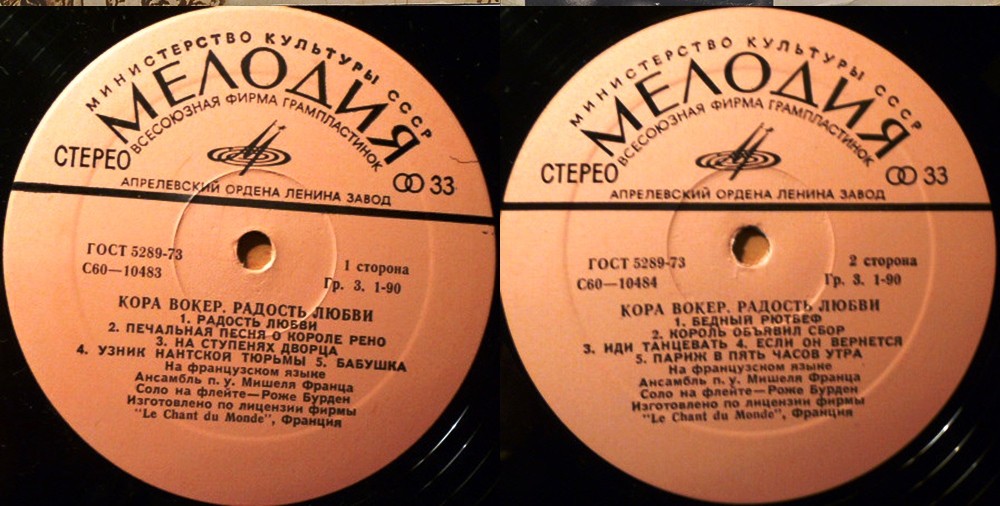 МИНИСТЕРСТВО КУЛЬТУРЫ СССР
МЕЛОДИЯ
ВСЕСОЮЗНАЯ ФИРМА ГРАМПЛАСТИНОК
СТЕРЕО
33
АПРЕЛЕВСКИЙ ОРДЕНА ЛЕНИНА ЗАВОД
ГОСТ 5289-73
С60—10483
1 сторона
Гр. 3. 1-90
КОРА ВОКЕР. РАДОСТЬ ЛЮБВИ
1. РАДОСТЬ ЛЮБВИ
2. ПЕЧАЛЬНАЯ ПЕСНЯ О КОРОЛЕ РЕНО
3. НА СТУПЕНЯХ ДВОРЦА
4. УЗНИК НАНТСКОЙ ТЮРЬМЫ 5. БАБУШКА
На французском языке
Ансамбль п. у. Мишеля Франца
Соло на флейте—Роже Бурден
Изготовлено по лицензии фирмы
"Le Chant du Monde", Франция
МИНИСТЕРСТВО КУЛЬТУРЫ СССР
МЕЛОДИЯ
ВСЕСОЮЗНАЯ ФИРМА ГРАМПЛАСТИНОК
СТЕРЕО
33
АПРЕЛЕВСКИЙ ОРДЕНА ЛЕНИНА ЗАВОД
ГОСТ 5289-73
С60—10484
2 сторона
Гр. 3. 1-90
КОРА ВОКЕР. РАДОСТЬ ЛЮБВИ
1. БЕДНЫЙ РЮТБЕФ
2. КОРОЛЬ ОБЪЯВИЛ СБОР
3. ИДИ ТАНЦЕВАТЬ 4. ЕСЛИ ОН ВЕРНЕТСЯ
5. ПАРИЖ В ПЯТЬ ЧАСОВ УТРА
На французском языке
Ансамбль п. у. Мишеля Франца
Соло на флейте—Роже Бурден
Изготовлено по лицензии фирмы
"Le Chant du Monde", Франция